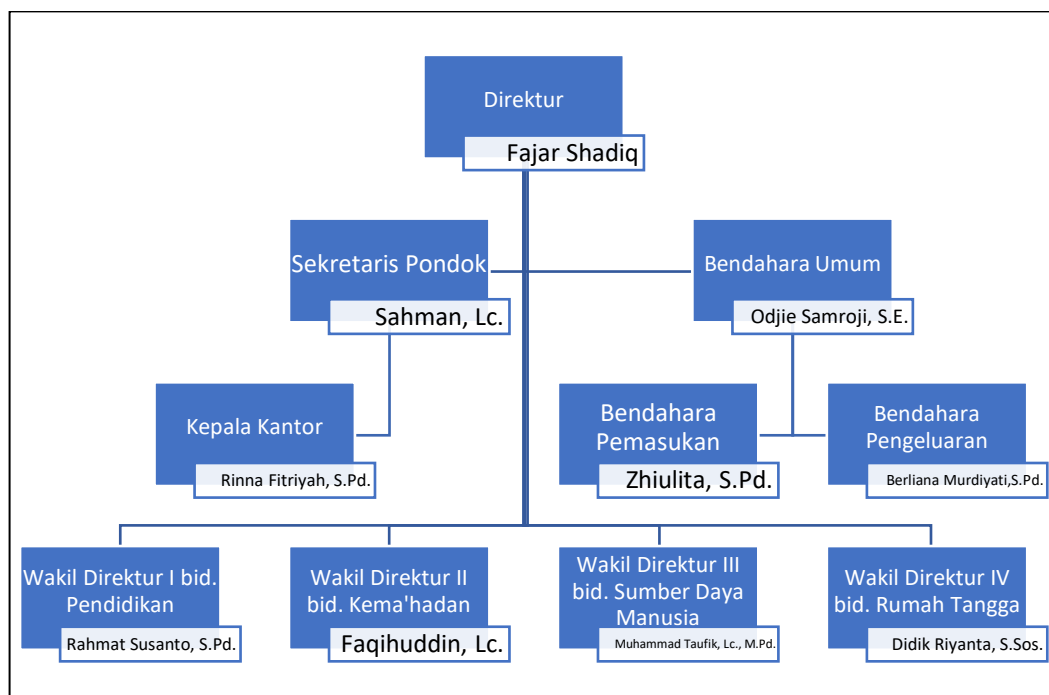 Direktur
Fajar Shadiq
Sekretaris Pondok
Sahman, Lc.
Bendahara Umum
Odjie Samroji, S.E.
Kepala Kantor
Rinna Fitriyah, S.Pd.
Bendahara
Pemasukan
Zhiulita, S.Pd.
Bendahara
Pengeluaran
Berliana Murdiyati,S.Pd.
Wakil Direktur I bid.
Pendidikan
Rahmat Susanto, S.Pd.
Wakil Direktur II
bid. Kema'hadan
Faqihuddin, Lc.
Wakil Direktur III
bid. Sumber Daya
Manusia
Muhammad Taufik, Lc., M.Pd.
Wakil Direktur IV
bid. Rumah Tangga
Didik Riyanta, S.Sos.